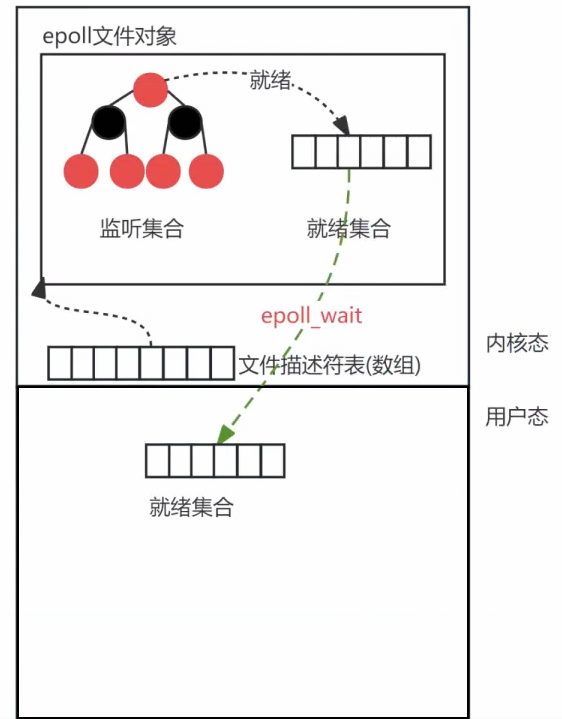 epoll文件对象
就绪
监听集合
就绪集合
epoll_wait
内核态
文件描述符表(数组)
用户态
就绪集合